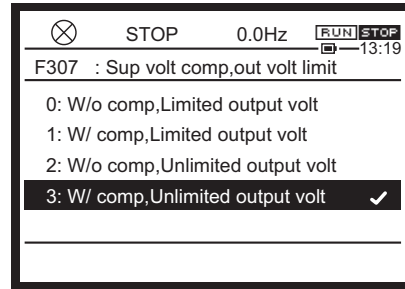 STOP 0.0Hz RUN STOP
13:19
F307 : Sup volt comp,out volt limit
0: W/o comp,Limited output volt
1: W/ comp,Limited output volt
2: W/o comp,Unlimited output volt
3: W/ comp,Unlimited output volt